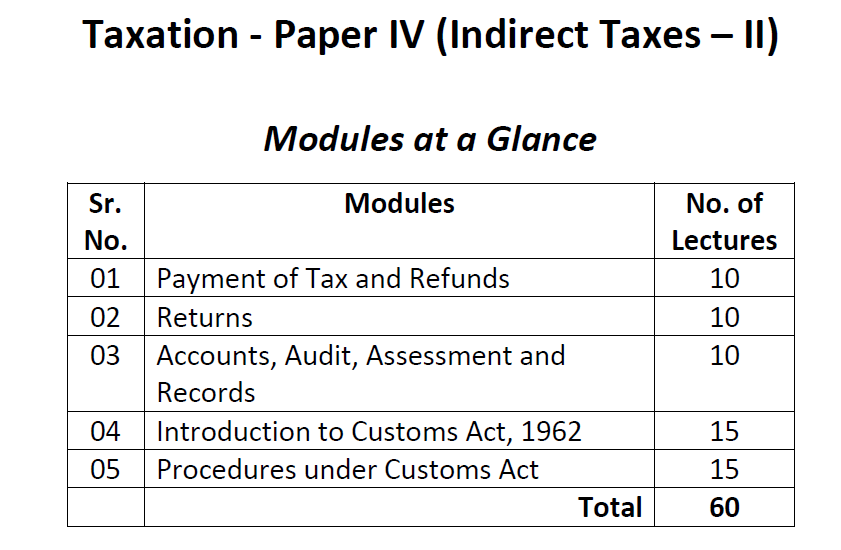 Taxation - Paper IV (Indirect Taxes – II)
Modules at a Glance
Sr. No. Modules No. of Lectures
01 Payment of Tax and Refunds 10
02 Returns 10
03 Accounts, Audit, Assessment and 10
Records
04 Introduction to Customs Act, 1962 15
05 Procedures under Customs Act 15
Total 60